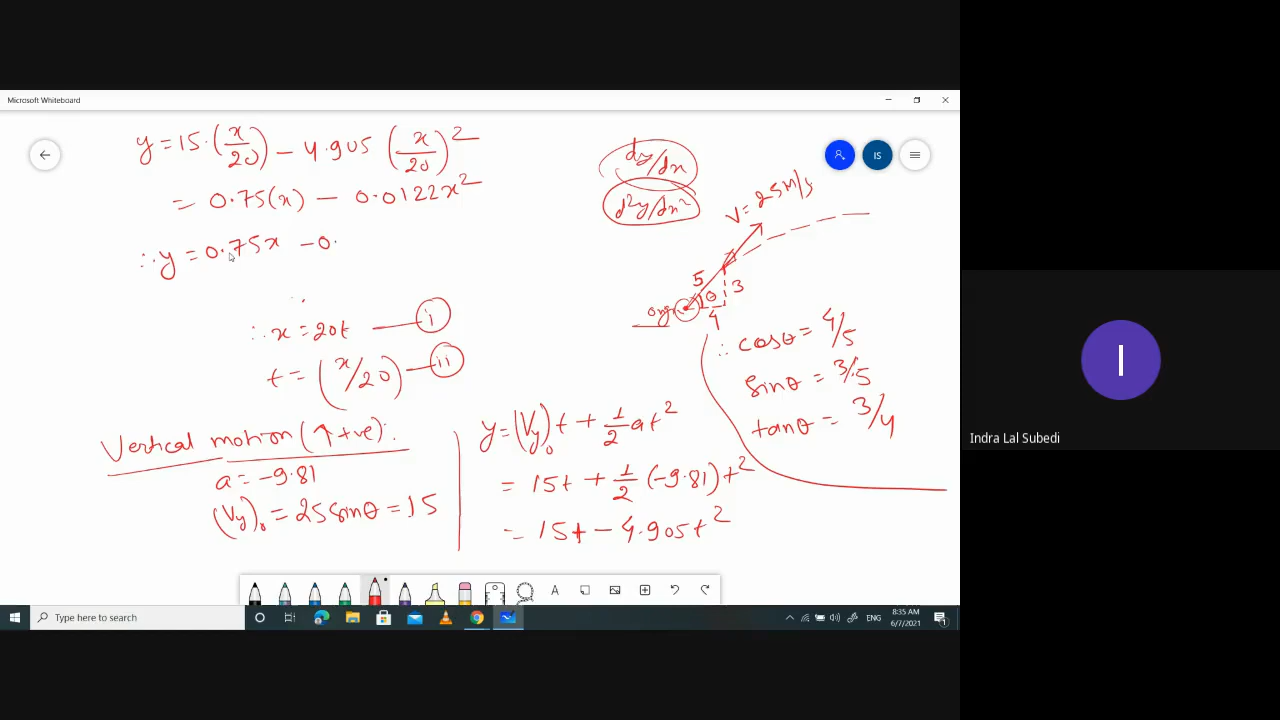 Microsoft Whiteboard
y = 15·(x/20) - 4.905 (x/20)²
= 0.75(x) - 0.0122x²
∴ y = 0.75x - 0.
∴ x = 20t — i
t = (x/20) — ii
Vertical motion (↑+ve):
a = -9.81
(Vy)₀ = 25sinθ = 15
y = (Vy)₀t + 1/2 at²
= 15t + 1/2 (-9.81)t²
= 15t - 4.905t²
dy/dx
d²y/dx²
V = 25m/s
5
θ
3
4
∴ cosθ = 4/5
sinθ = 3/5
tanθ = 3/4
IS
I
Indra Lal Subedi
A
Type here to search
ENG
8:35 AM
6/7/2021
1